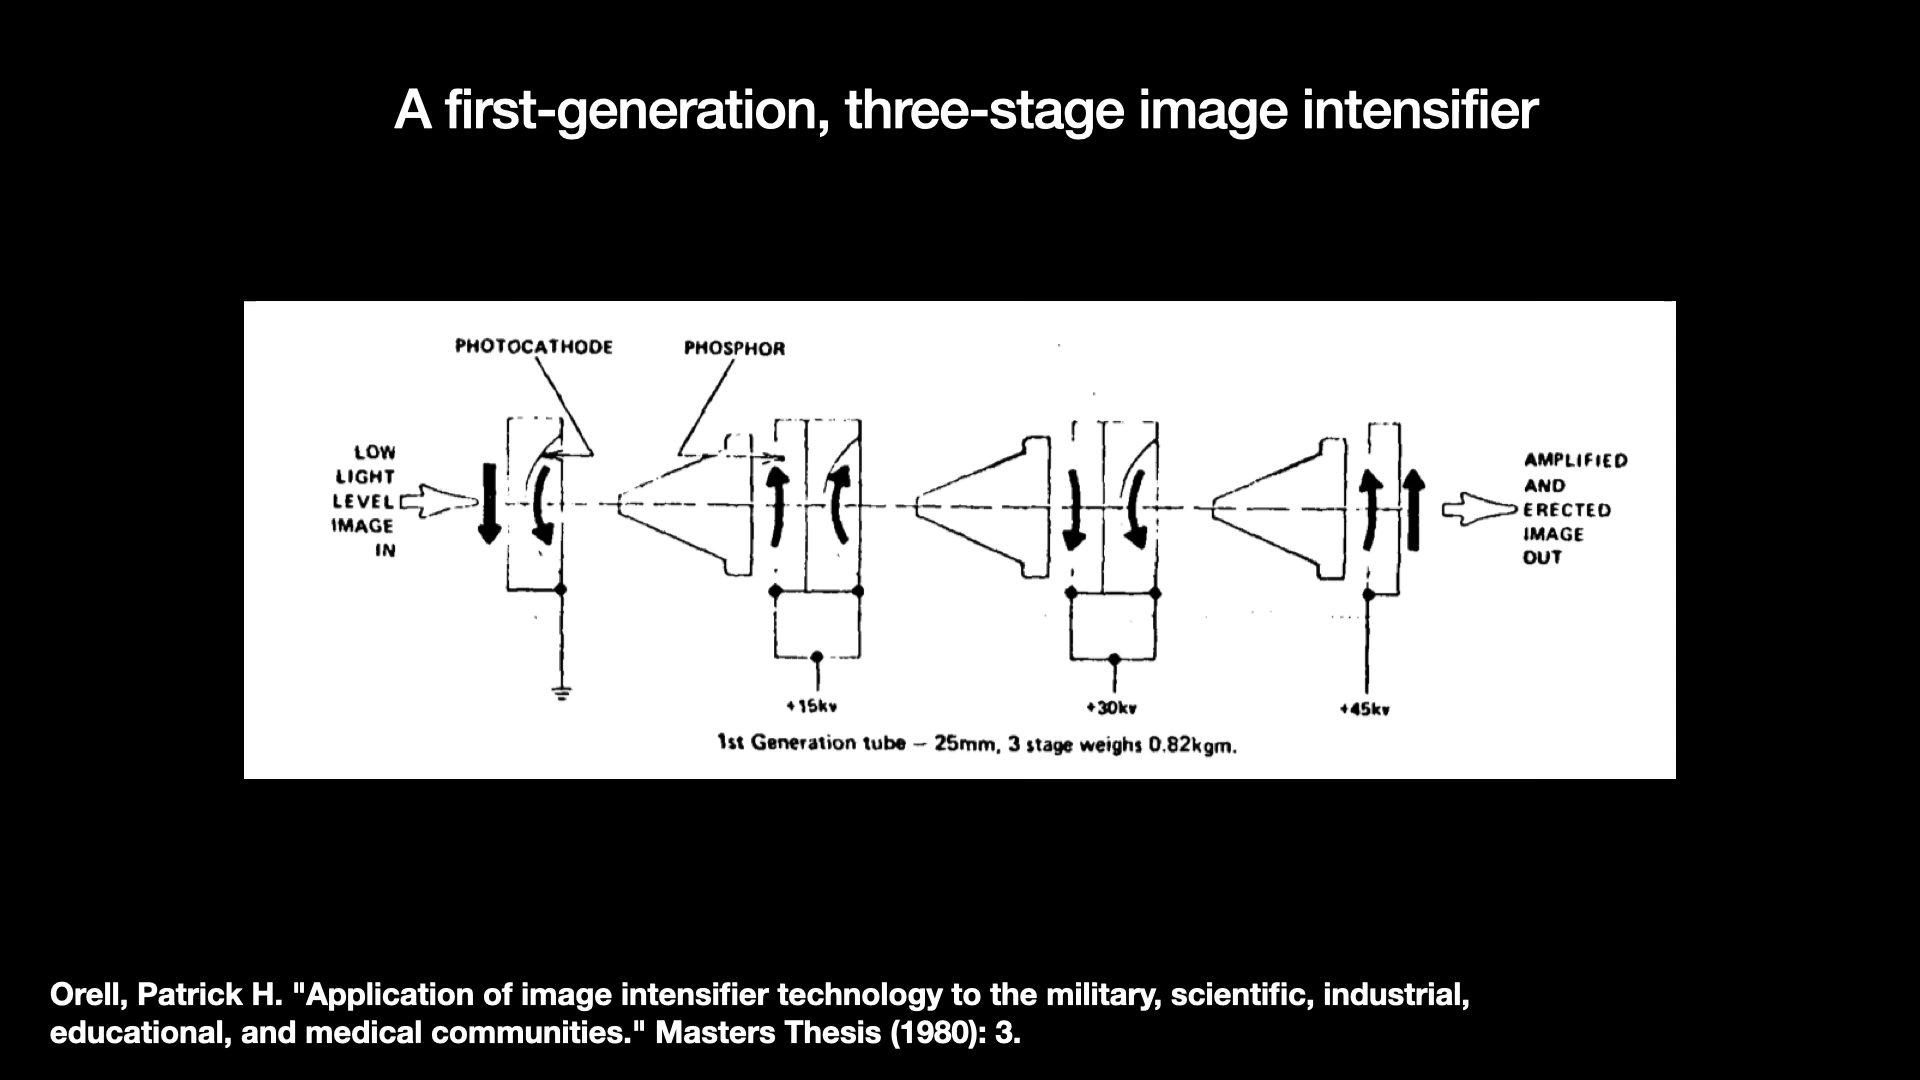 A first-generation, three-stage image intensifier
PHOTOCATHODE
PHOSPHOR
LOW
LIGHT
LEVEL
IMAGE
IN
AMPLIFIED
AND
ERECTED
IMAGE
OUT
+15kv
+30kv
+45kv
1st Generation tube – 25mm, 3 stage weighs 0.82kgm.
Orell, Patrick H. "Application of image intensifier technology to the military, scientific, industrial,
educational, and medical communities." Masters Thesis (1980): 3.